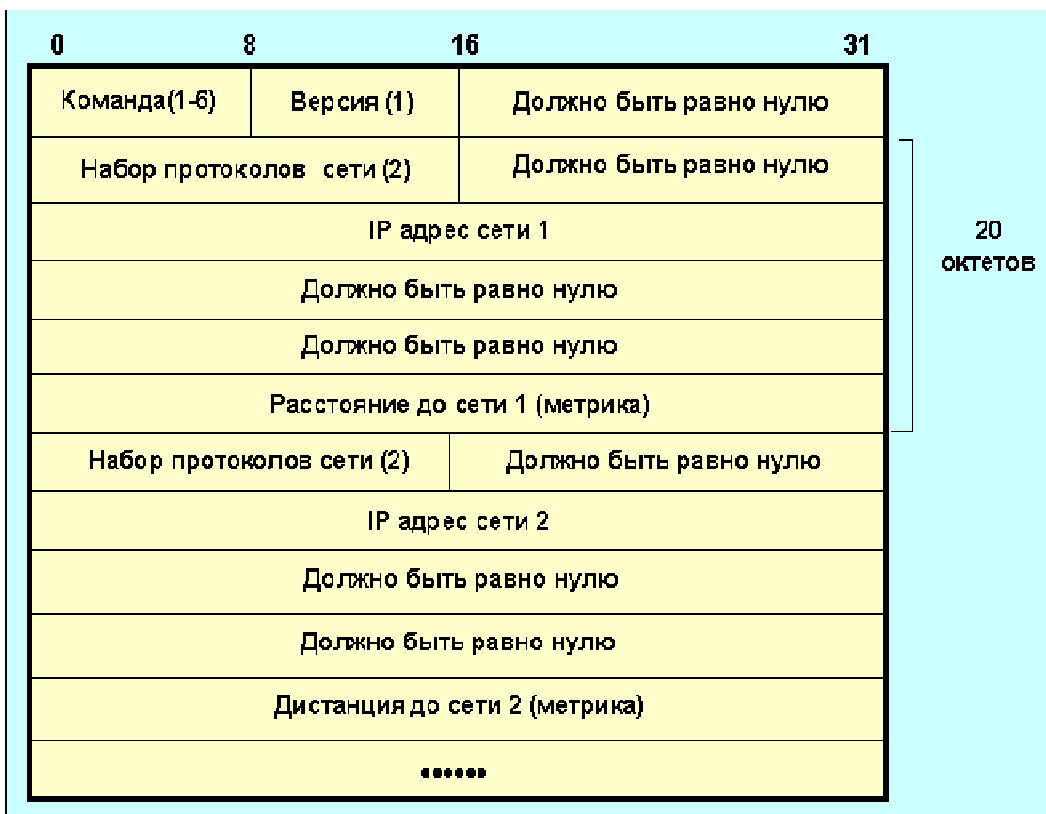 0 8 16 31
Команда(1-6) Версия (1) Должно быть равно нулю
Набор протоколов сети (2) Должно быть равно нулю
IP адрес сети 1
20
октетов
Должно быть равно нулю
Должно быть равно нулю
Расстояние до сети 1 (метрика)
Набор протоколов сети (2) Должно быть равно нулю
IP адрес сети 2
Должно быть равно нулю
Должно быть равно нулю
Дистанция до сети 2 (метрика)
••••••